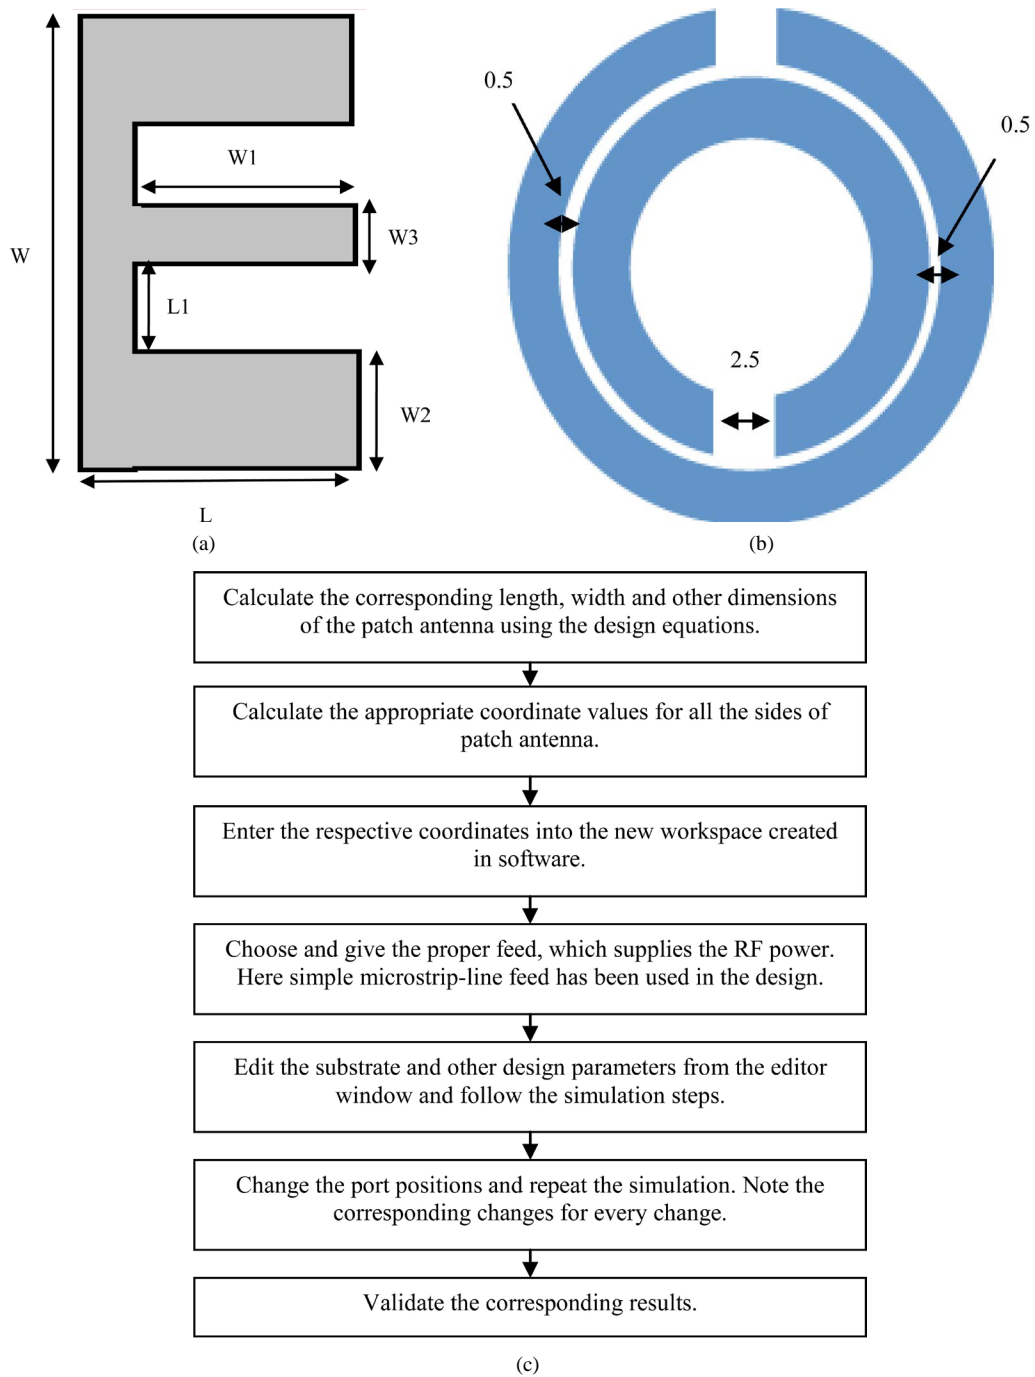 W
W1
W3
L1
W2
L
(a)
0.5
0.5
2.5
(b)
Calculate the corresponding length, width and other dimensions
of the patch antenna using the design equations.
Calculate the appropriate coordinate values for all the sides of
patch antenna.
Enter the respective coordinates into the new workspace created
in software.
Choose and give the proper feed, which supplies the RF power.
Here simple microstrip-line feed has been used in the design.
Edit the substrate and other design parameters from the editor
window and follow the simulation steps.
Change the port positions and repeat the simulation. Note the
corresponding changes for every change.
Validate the corresponding results.
(c)